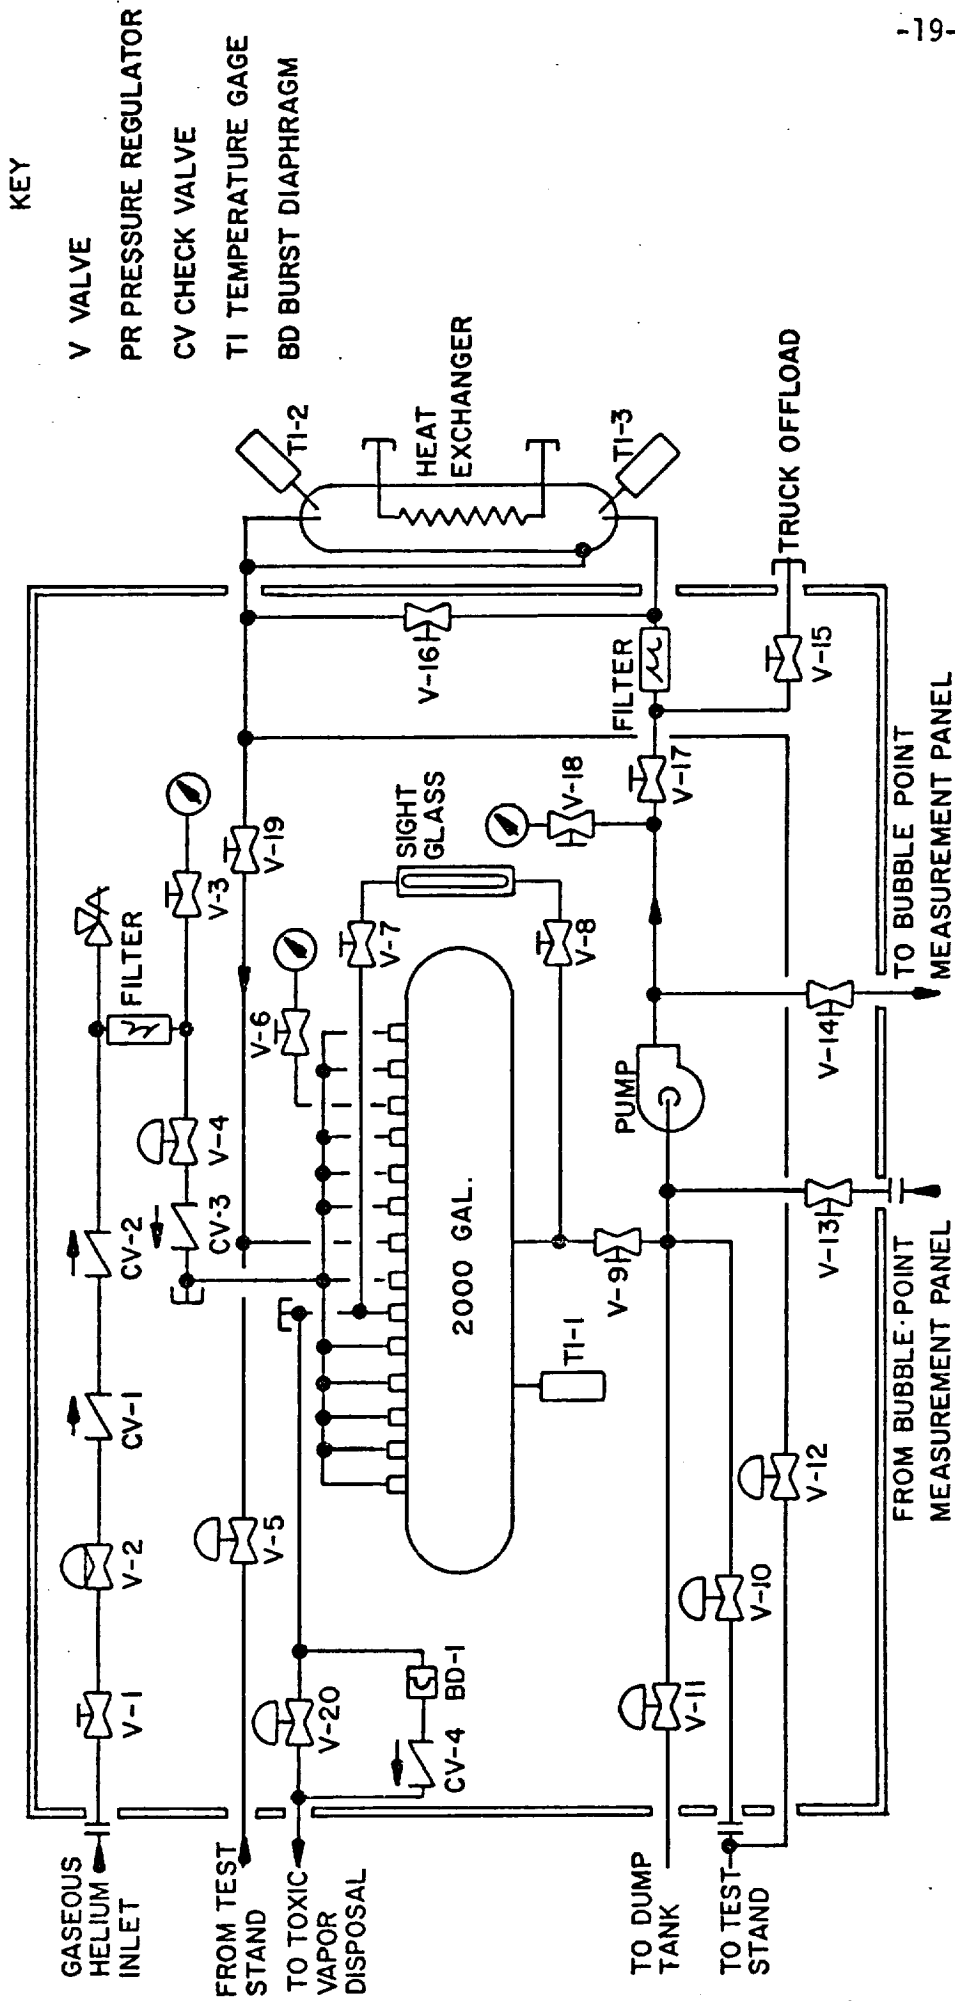 -19-
KEY
V VALVE
PR PRESSURE REGULATOR
CV CHECK VALVE
TI TEMPERATURE GAGE
BD BURST DIAPHRAGM
GASEOUS
HELIUM
INLET
V-1
V-2
CV-1
CV-2
FILTER
V-3
V-4
CV-3
FROM TEST
STAND
V-5
V-19
V-6
TO TOXIC
VAPOR
DISPOSAL
V-20
CV-4
BD-1
V-7
SIGHT
GLASS
V-8
2000 GAL.
TI-1
V-9
V-16
TI-2
HEAT
EXCHANGER
TI-3
FILTER
V-18
V-17
PUMP
TRUCK OFFLOAD
V-15
V-14
V-13
TO DUMP
TANK
V-11
TO TEST
STAND
V-10
V-12
FROM BUBBLE·POINT
MEASUREMENT PANEL
TO BUBBLE POINT
MEASUREMENT PANEL